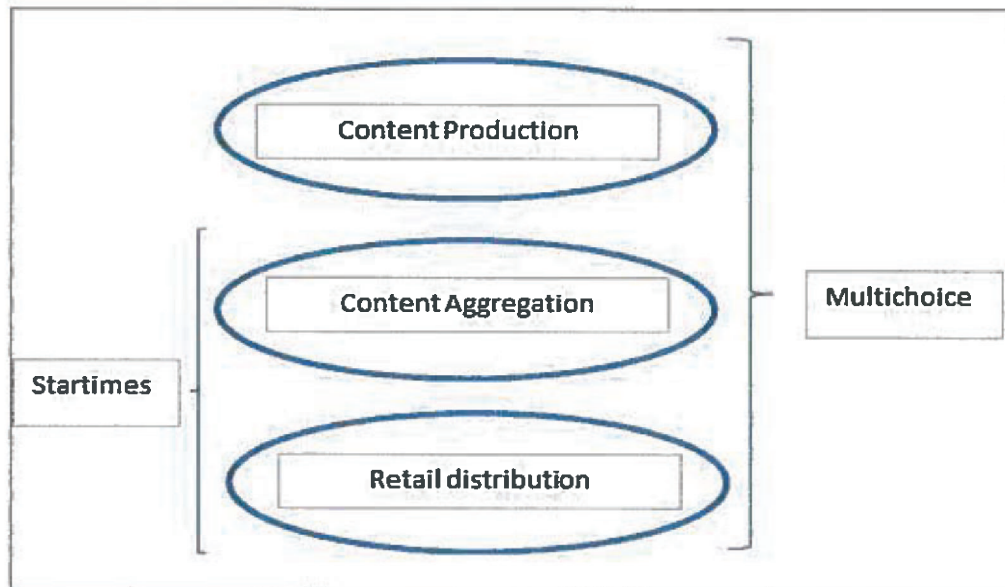 Content Production
Content Aggregation
Multichoice
Startimes
Retail distribution